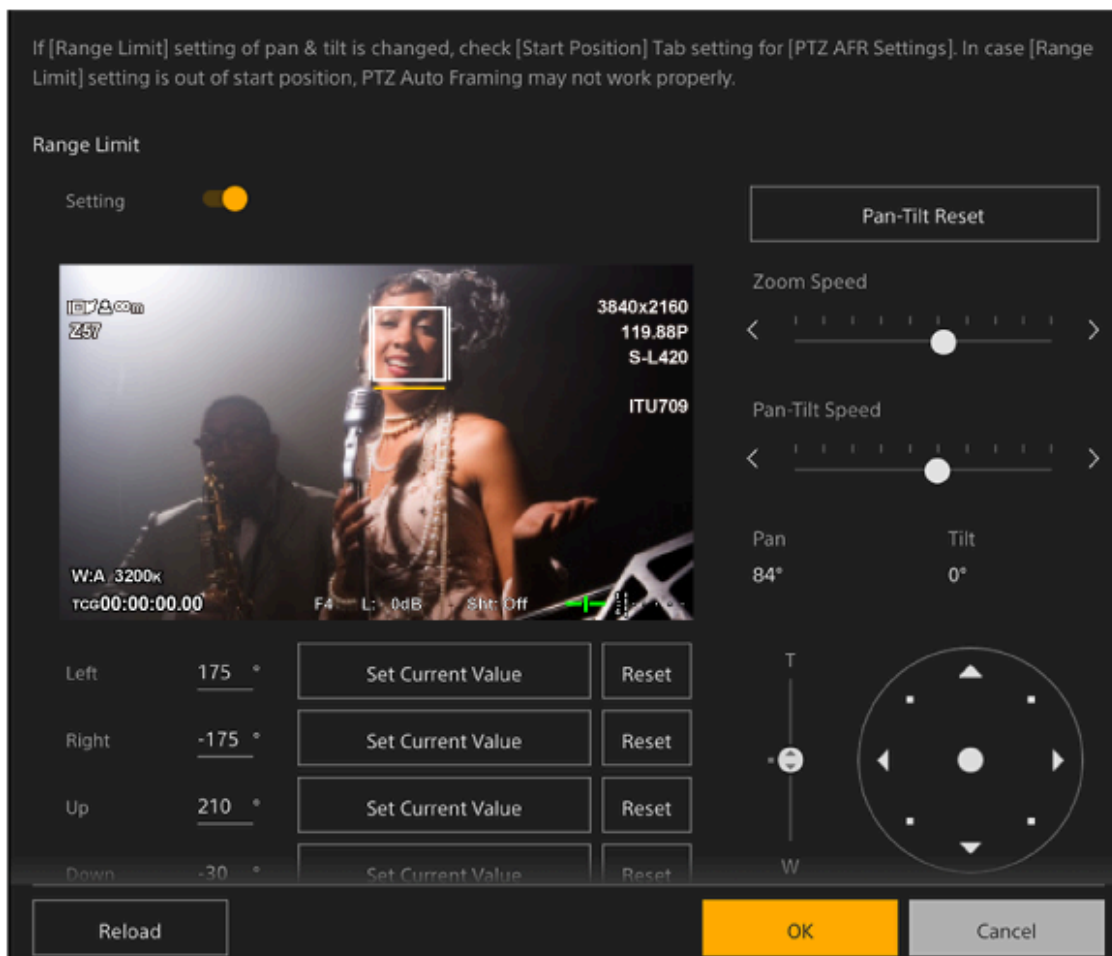 If [Range Limit] setting of pan & tilt is changed, check [Start Position] Tab setting for [PTZ AFR Settings]. In case [Range
Limit] setting is out of start position, PTZ Auto Framing may not work properly.
Range Limit
Setting
Pan-Tilt Reset
Zoom Speed
3840x2160
Z57
119.88P
S-L420
ITU709
Pan-Tilt Speed
Pan Tilt
84° 0°
W:A 3200K
TCG00:00:00.00 F4 L: 0dB Sht: Off
Left 175 ° Set Current Value Reset
T
Right -175 ° Set Current Value Reset
Up 210 ° Set Current Value Reset
Down -30 ° Set Current Value Reset
W
Reload OK Cancel